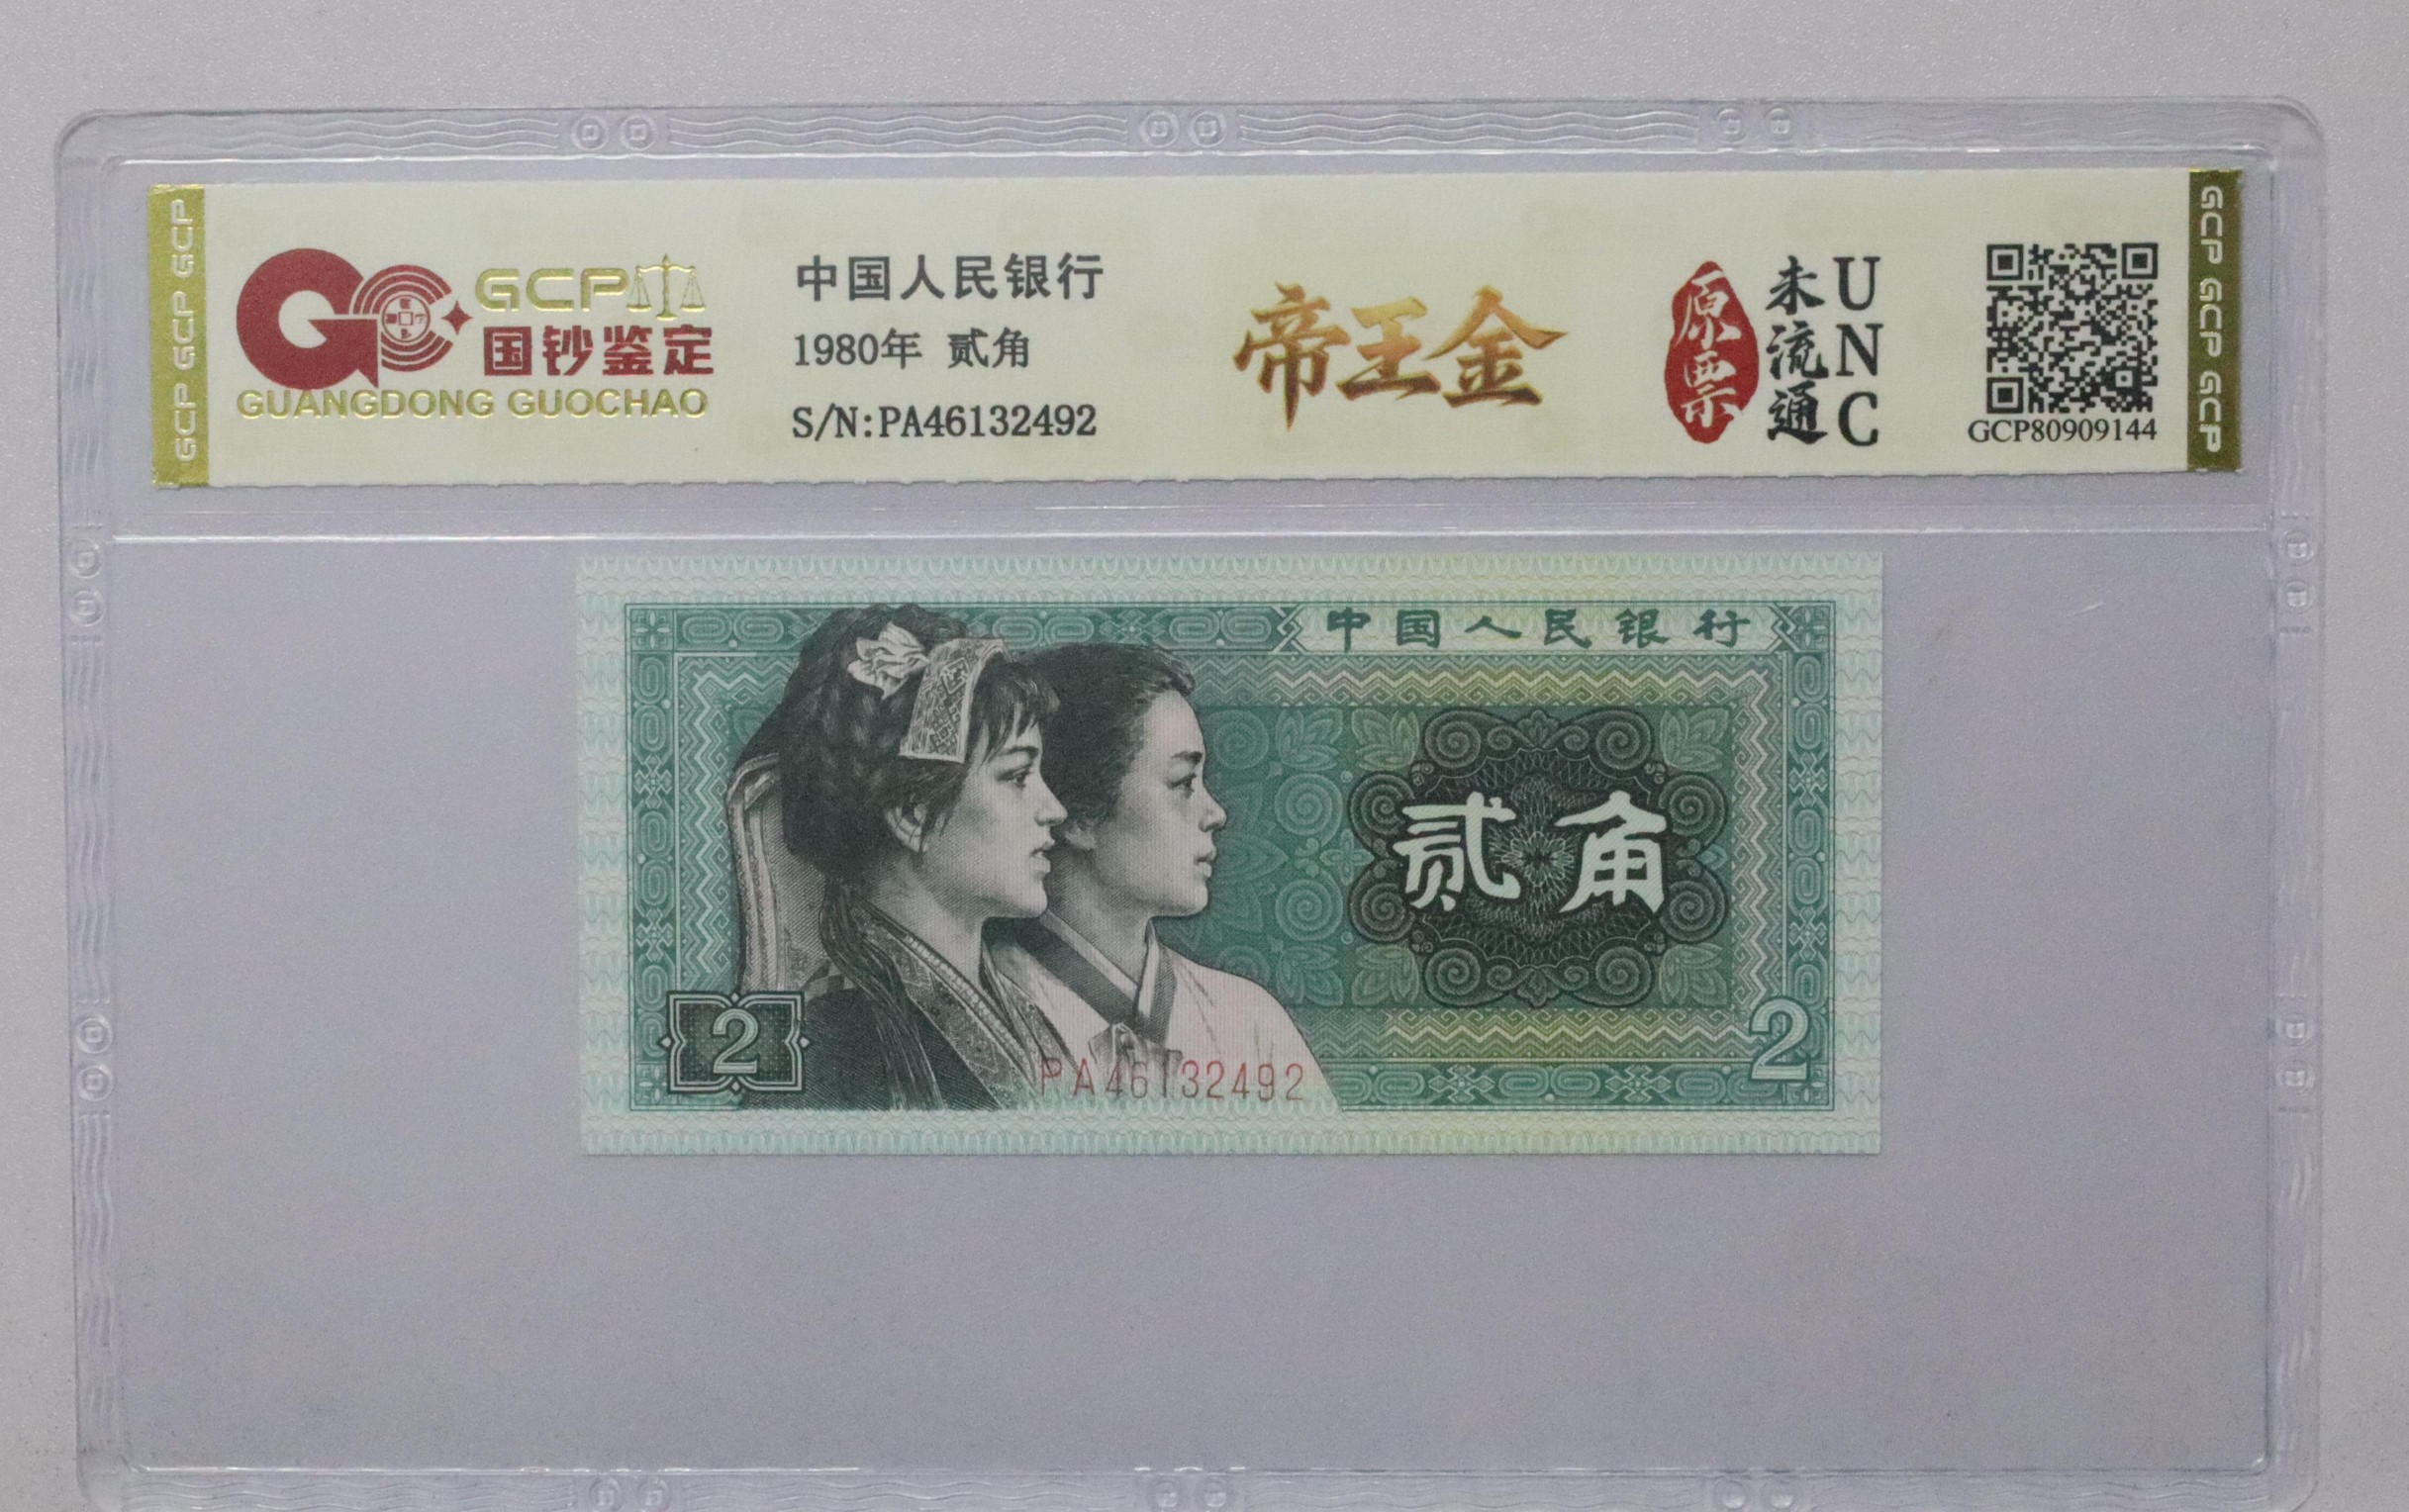 GCP GCP GCP
GCP
国钞鉴定
GUANGDONG GUOCHAO
中国人民银行
1980年 贰角
S/N:PA46132492
帝王金
原票
未流通
UNC
GCP80909144
GCP GCP GCP
中国人民银行
贰角
2
2
PA46132492